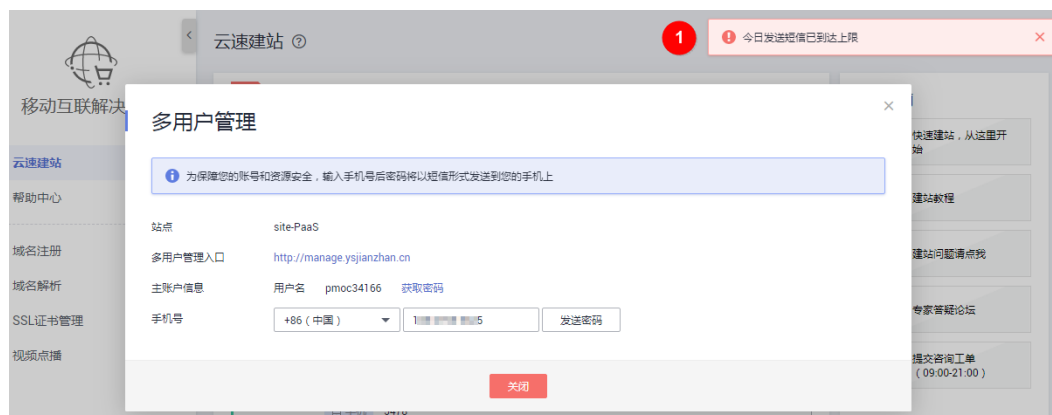 云速建站
1
今日发送短信已到达上限
移动互联解决
多用户管理
快速建站，从这里开
始
云速建站
为保障您的账号和资源安全，输入手机号后密码将以短信形式发送到您的手机上
帮助中心
建站教程
站点 site-PaaS
域名注册
多用户管理入口 http://manage.ysjianzhan.cn
建站问题请点我
域名解析
主账户信息 用户名 pmoc34166 获取密码
SSL证书管理
手机号 +86（中国） 5 发送密码
专家答疑论坛
视频点播
提交咨询工单
（09:00-21:00）
关闭